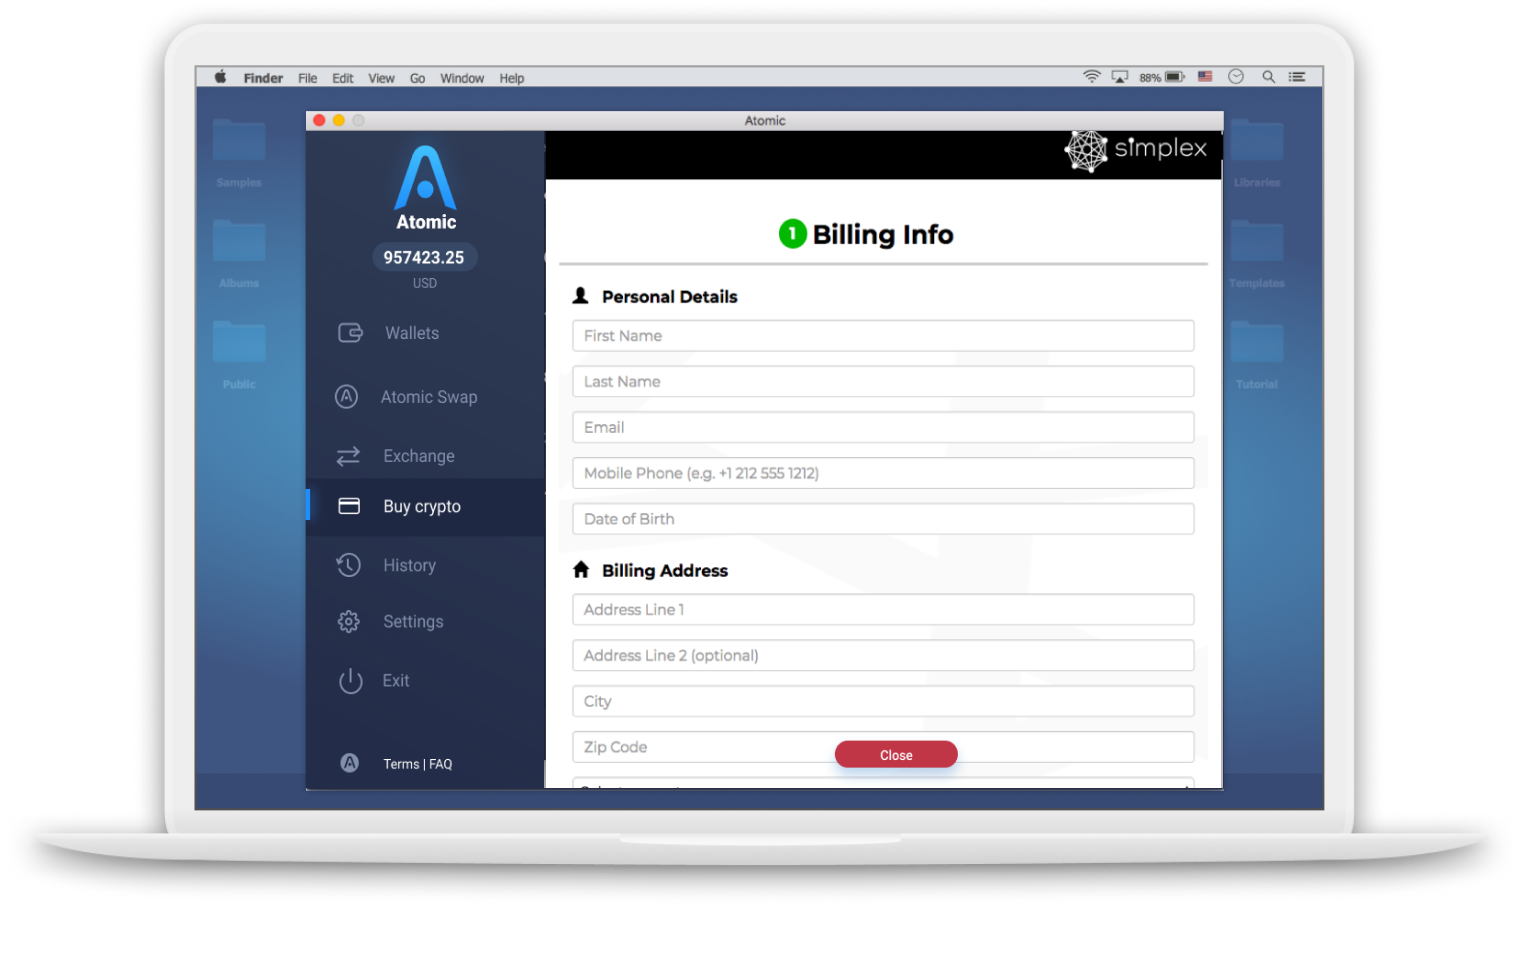 Finder File Edit View Go Window Help 88%
Atomic
Samples
Albums
Public
Libraries
Templates
Tutorial
Atomic
957423.25
USD
Wallets
Atomic Swap
Exchange
Buy crypto
History
Settings
Exit
Terms | FAQ
simplex
1 Billing Info
Personal Details
First Name
Last Name
Email
Mobile Phone (e.g. +1 212 555 1212)
Date of Birth
Billing Address
Address Line 1
Address Line 2 (optional)
City
Zip Code
Close